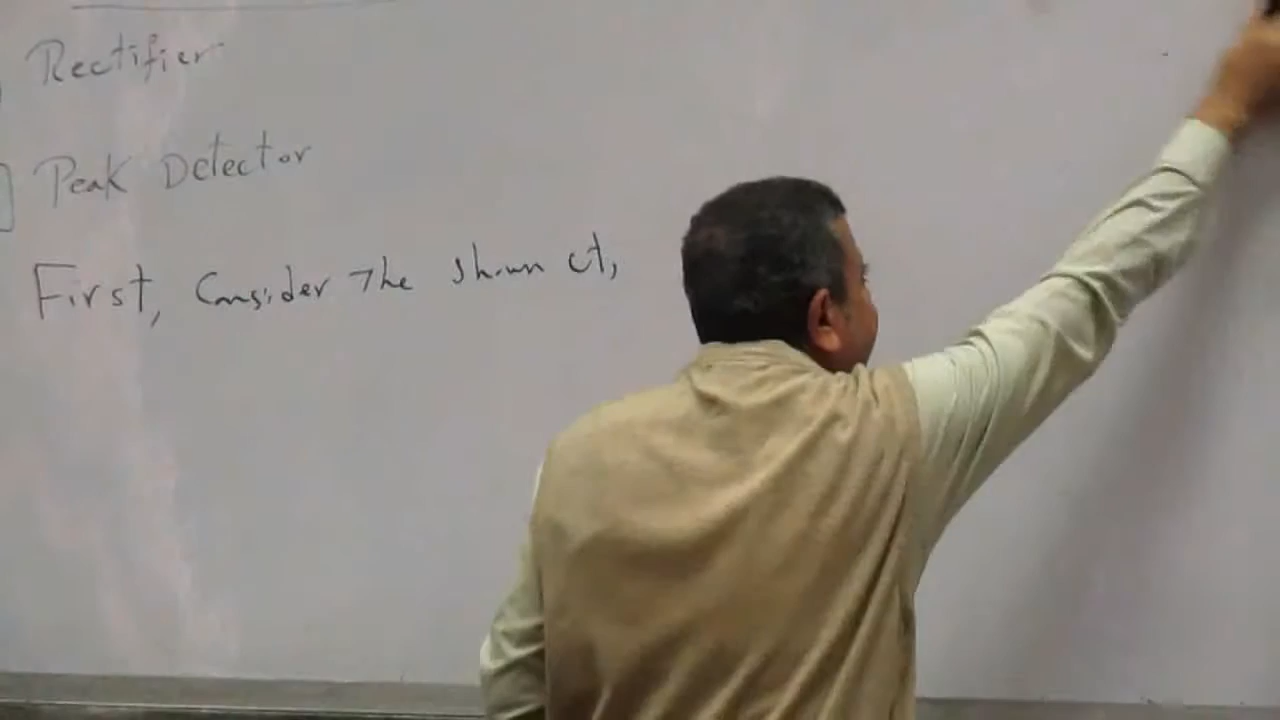 Rectifier
Peak Detector
First, Consider The shown ct,